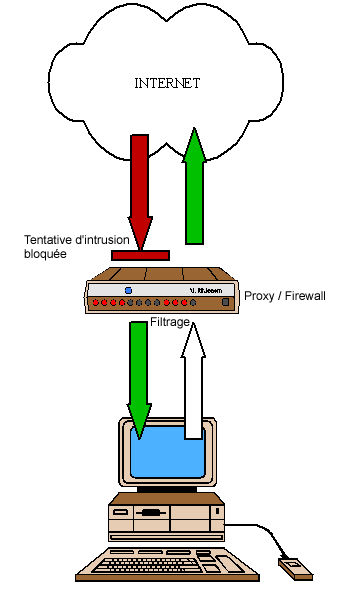 INTERNET
Tentative d'intrusion
bloquée
Proxy / Firewall
Filtrage